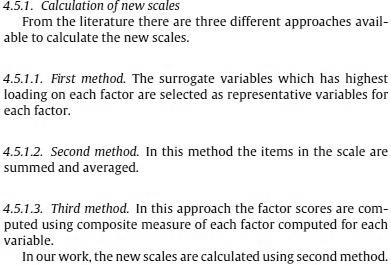 4.5.1. Calculation of new scales
From the literature there are three different approaches avail-
able to calculate the new scales.
4.5.1.1. First method. The surrogate variables which has highest
loading on each factor are selected as representative variables for
each factor.
4.5.1.2. Second method. In this method the items in the scale are
summed and averaged.
4.5.1.3. Third method. In this approach the factor scores are com-
puted using composite measure of each factor computed for each
variable.
In our work, the new scales are calculated using second method.